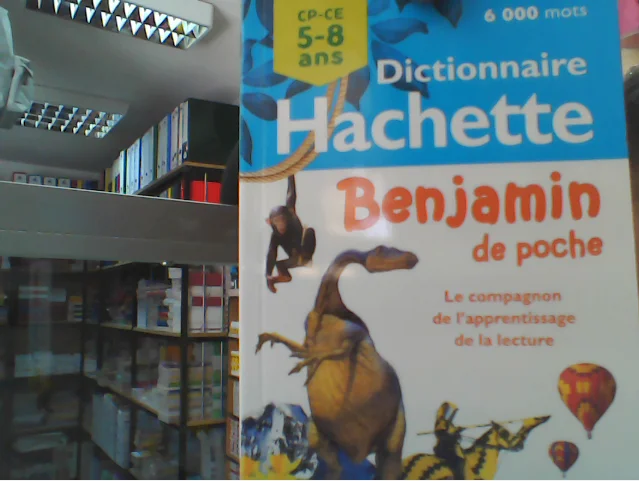 CP-CE
5-8
ans
6 000 mots
Dictionnaire
Hachette
Benjamin
de poche
Le compagnon
de l'apprentissage
de la lecture